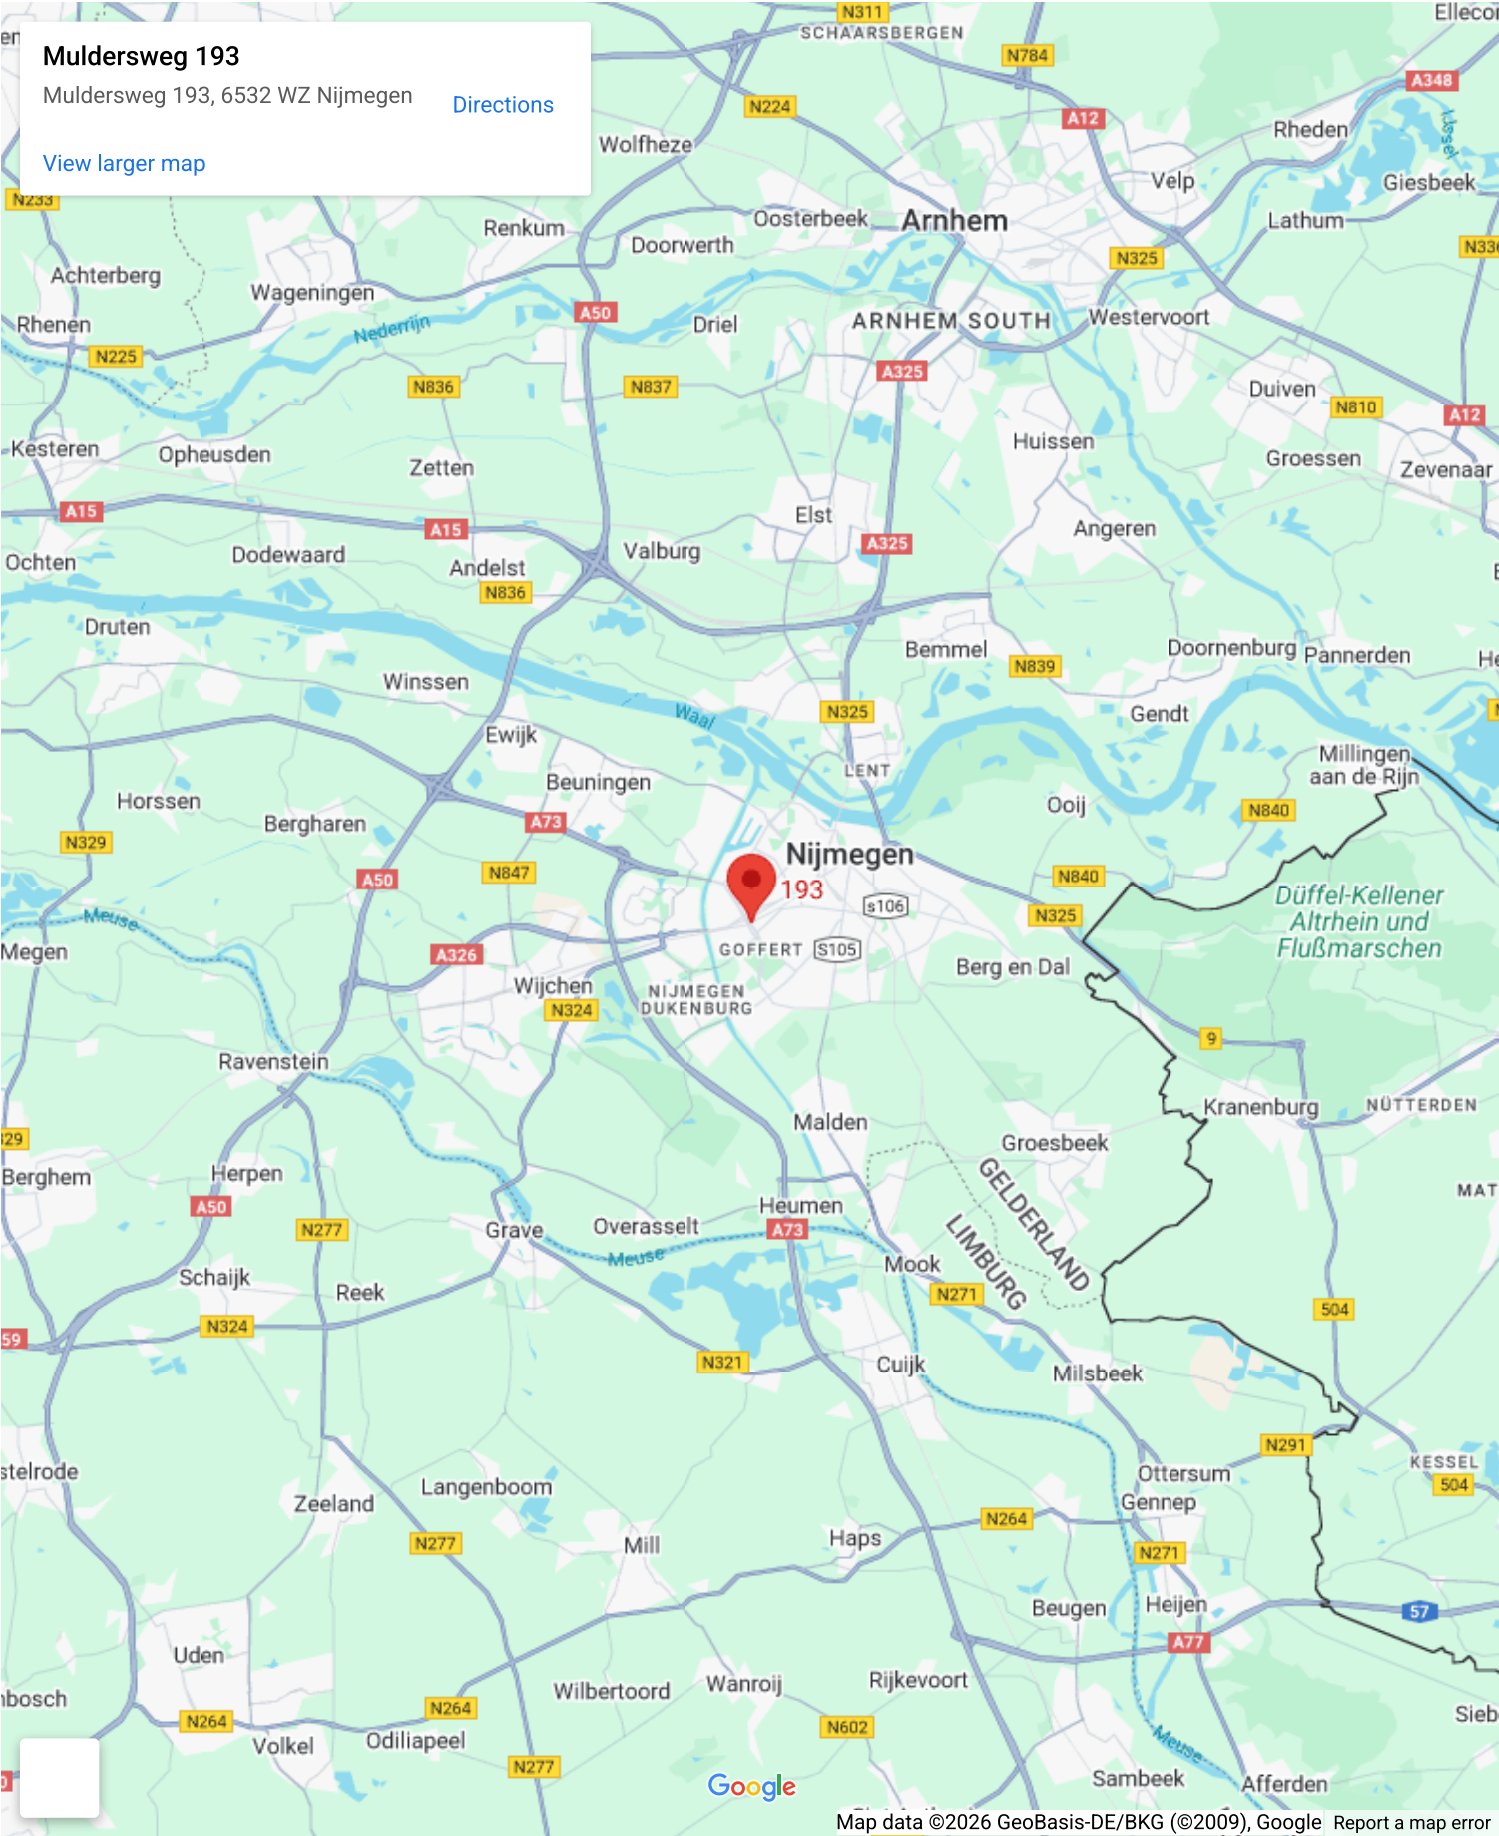 Muldersweg 193
Muldersweg 193, 6532 WZ Nijmegen
Directions
View larger map
N311
SCHAARSBERGEN
N784
A348
N224
A12
Rheden
IJssel
Wolfheze
Velp
Giesbeek
N233
Renkum
Oosterbeek
Arnhem
Lathum
Doorwerth
N325
Achterberg
Wageningen
A50
Rhenen
Nederrijn
Driel
ARNHEM SOUTH
Westervoort
N225
A325
N836
N837
Duiven
N810
A12
Kesteren
Opheusden
Zetten
Huissen
Groessen
Zevenaar
A15
A15
Elst
Angeren
Ochten
Dodewaard
Andelst
Valburg
A325
N836
Druten
Bemmel
Doornenburg
Pannerden
N839
Winssen
Waal
N325
Gendt
Ewijk
Millingen
aan de Rijn
LENT
Beuningen
Horssen
Bergharen
A73
Ooij
N840
N329
Nijmegen
A50
N847
193
N840
Düffel-Kellener
Altrhein und
Flußmarschen
s106
N325
Meuse
Megen
A326
GOFFERT
S105
Berg en Dal
Wijchen
NIJMEGEN
DUKENBURG
N324
9
Ravenstein
Malden
Kranenburg
NÜTTERDEN
Groesbeek
Berghem
Herpen
GELDERLAND
A50
Heumen
N277
Grave
Overasselt
A73
LIMBURG
Meuse
Mook
Schaijk
Reek
N271
504
N324
59
N321
Cuijk
Milsbeek
N291
KESSEL
Ottersum
504
Langenboom
Zeeland
Gennep
N264
N277
Mill
Haps
N271
Beugen
Heijen
57
A77
Uden
Wilbertoord
Wanroij
Rijkevoort
N264
N264
N602
Volkel
Odiliapeel
Meuse
N277
Google
Sambeek
Afferden
Map data ©2026 GeoBasis-DE/BKG (©2009), Google
Report a map error